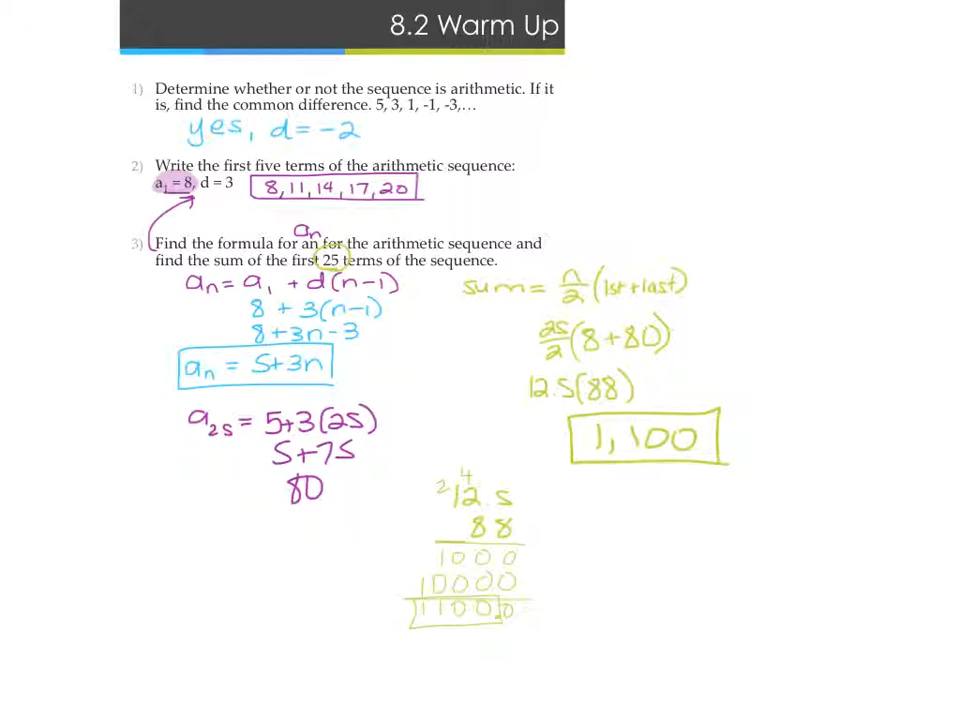 8.2 Warm Up
1) Determine whether or not the sequence is arithmetic. If it
is, find the common difference. 5, 3, 1, -1, -3,…
yes, d = -2
2) Write the first five terms of the arithmetic sequence:
a1 = 8, d = 3 8, 11, 14, 17, 20
an
3) Find the formula for an for the arithmetic sequence and
find the sum of the first 25 terms of the sequence.
an = a1 + d(n-1)
8 + 3(n-1)
8 + 3n - 3
an = 5+3n
a25 = 5+3(25)
5+75
80
sum = n/2 (1st + last)
25/2 (8 + 80)
12.5(88)
1,100
4
2 12.5
88
1000
10000
1100.0